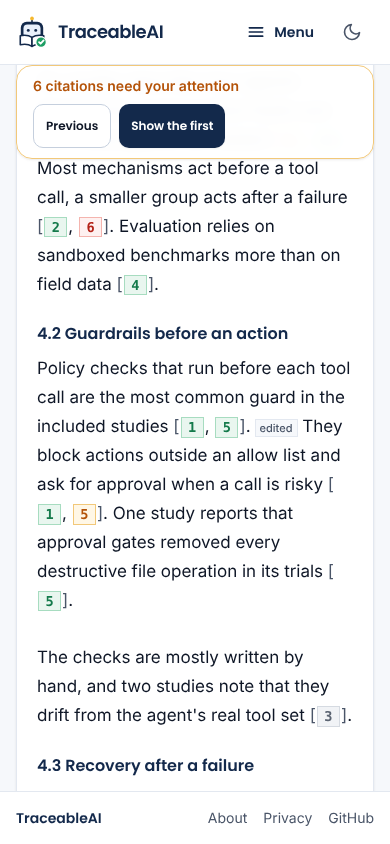 TraceableAI
Menu
6 citations need your attention
Previous
Show the first
Most mechanisms act before a tool
call, a smaller group acts after a failure
[2, 6]. Evaluation relies on
sandboxed benchmarks more than on
field data [4].
4.2 Guardrails before an action
Policy checks that run before each tool
call are the most common guard in the
included studies [1, 5]. edited They
block actions outside an allow list and
ask for approval when a call is risky [
1, 5]. One study reports that
approval gates removed every
destructive file operation in its trials [
5].
The checks are mostly written by
hand, and two studies note that they
drift from the agent's real tool set [3].
4.3 Recovery after a failure
TraceableAI
About Privacy GitHub